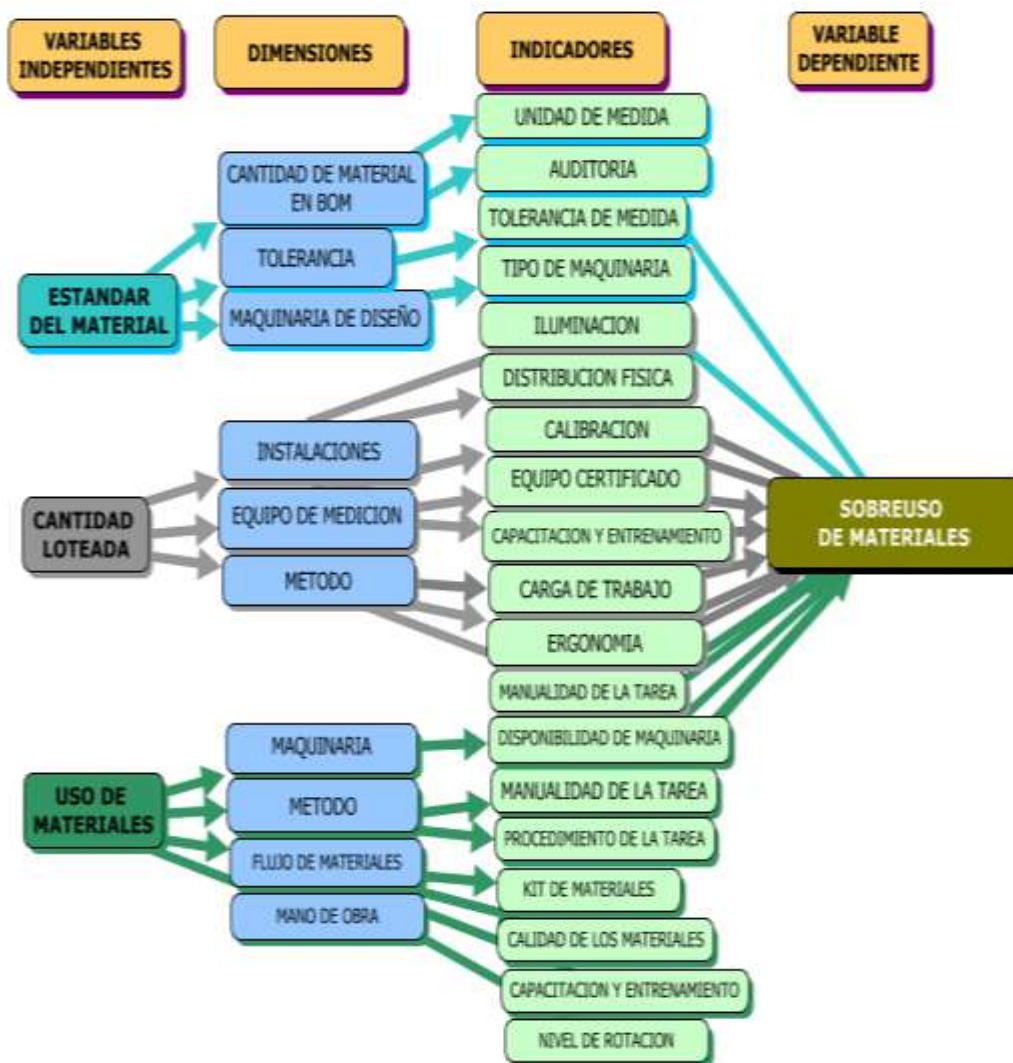 VARIABLES
INDEPENDIENTES
DIMENSIONES
INDICADORES
VARIABLE
DEPENDIENTE
ESTANDAR
DEL MATERIAL
CANTIDAD DE MATERIAL
EN BOM
TOLERANCIA
MAQUINARIA DE DISEÑO
UNIDAD DE MEDIDA
AUDITORIA
TOLERANCIA DE MEDIDA
TIPO DE MAQUINARIA
CANTIDAD
LOTEADA
INSTALACIONES
EQUIPO DE MEDICION
METODO
ILUMINACION
DISTRIBUCION FISICA
CALIBRACION
EQUIPO CERTIFICADO
CAPACITACION Y ENTRENAMIENTO
CARGA DE TRABAJO
ERGONOMIA
MANUALIDAD DE LA TAREA
USO DE
MATERIALES
MAQUINARIA
METODO
FLUJO DE MATERIALES
MANO DE OBRA
DISPONIBILIDAD DE MAQUINARIA
MANUALIDAD DE LA TAREA
PROCEDIMIENTO DE LA TAREA
KIT DE MATERIALES
CALIDAD DE LOS MATERIALES
CAPACITACION Y ENTRENAMIENTO
NIVEL DE ROTACION
SOBREUSO
DE MATERIALES